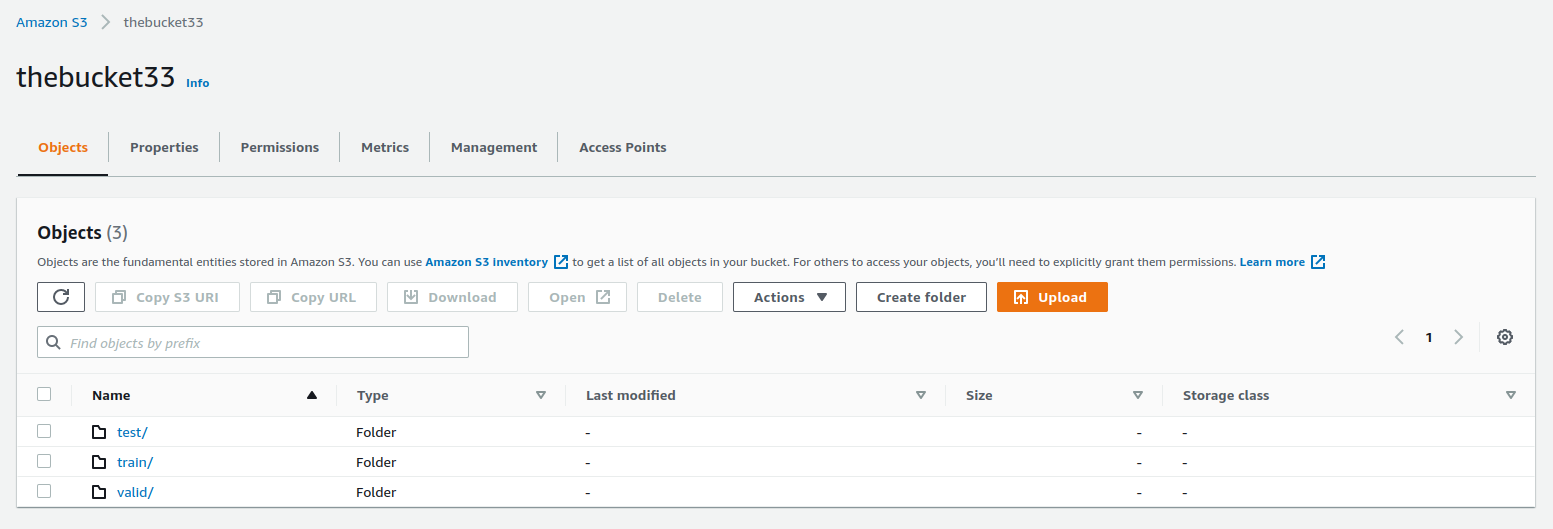 Amazon S3 > thebucket33
thebucket33 Info
Objects Properties Permissions Metrics Management Access Points
Objects (3)
Objects are the fundamental entities stored in Amazon S3. You can use Amazon S3 inventory to get a list of all objects in your bucket. For others to access your objects, you'll need to explicitly grant them permissions. Learn more
Copy S3 URI Copy URL Download Open Delete Actions Create folder Upload
Find objects by prefix 1
Name Type Last modified Size Storage class
test/ Folder - - -
train/ Folder - - -
valid/ Folder - - -